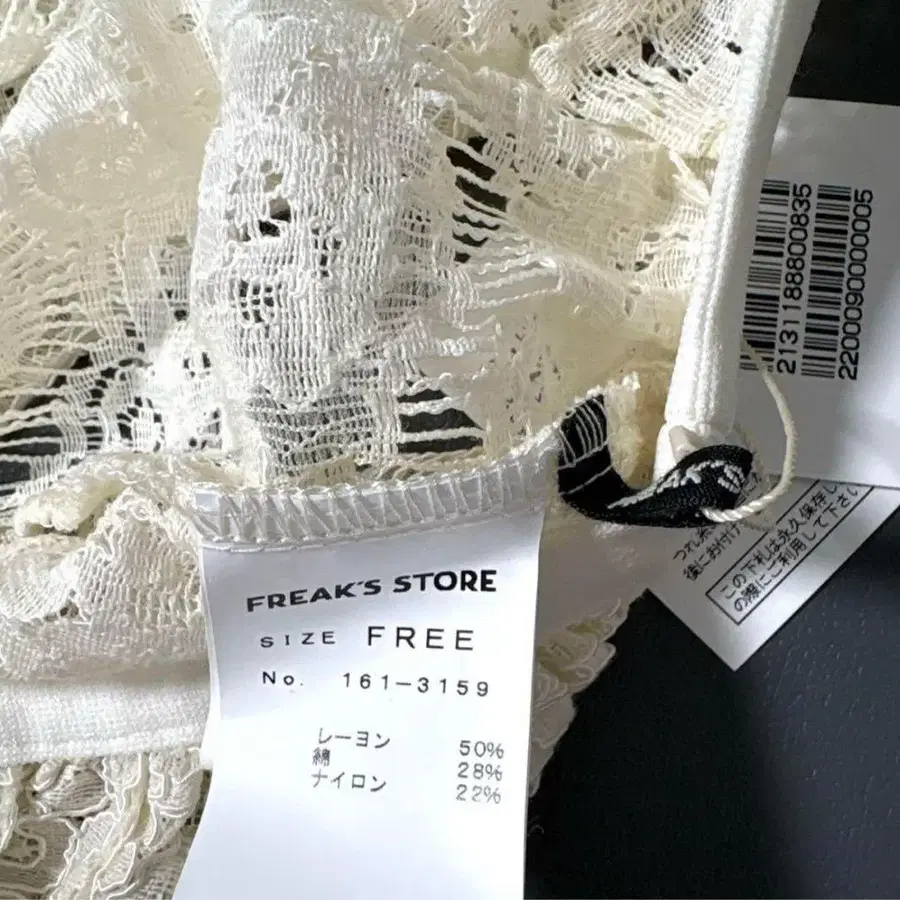 FREAK'S STORE
SIZE FREE
No. 161-3159
レーヨン 50%
綿 28%
ナイロン 22%
2131188800835
2200090000005
この下札は永久保存し
の際にご利用して下さい